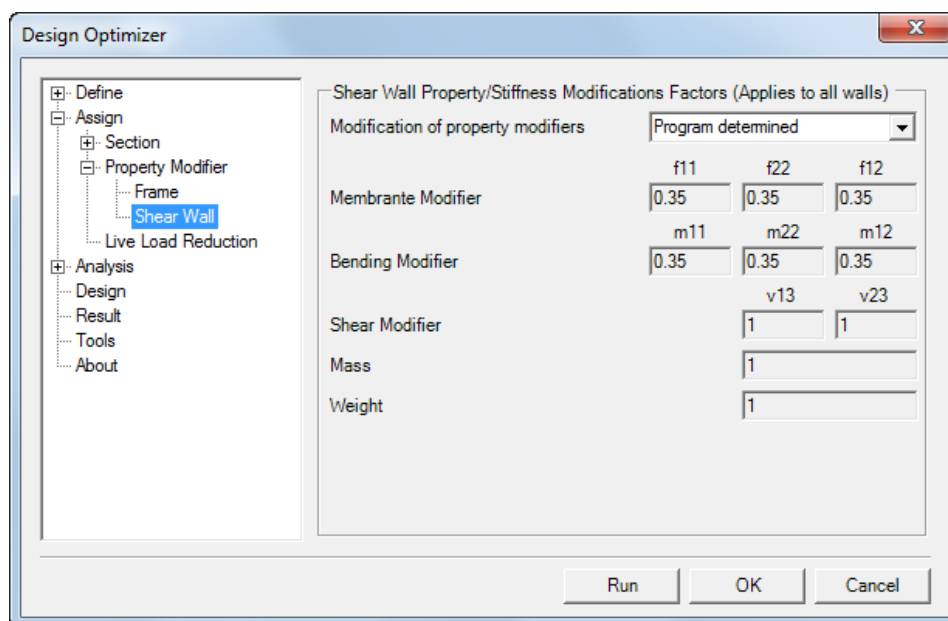 Design Optimizer
Define
Assign
Section
Property Modifier
Frame
Shear Wall
Live Load Reduction
Analysis
Design
Result
Tools
About
Shear Wall Property/Stiffness Modifications Factors (Applies to all walls)
Modification of property modifiers Program determined
f11 f22 f12
Membrante Modifier 0.35 0.35 0.35
m11 m22 m12
Bending Modifier 0.35 0.35 0.35
v13 v23
Shear Modifier 1 1
Mass 1
Weight 1
Run OK Cancel